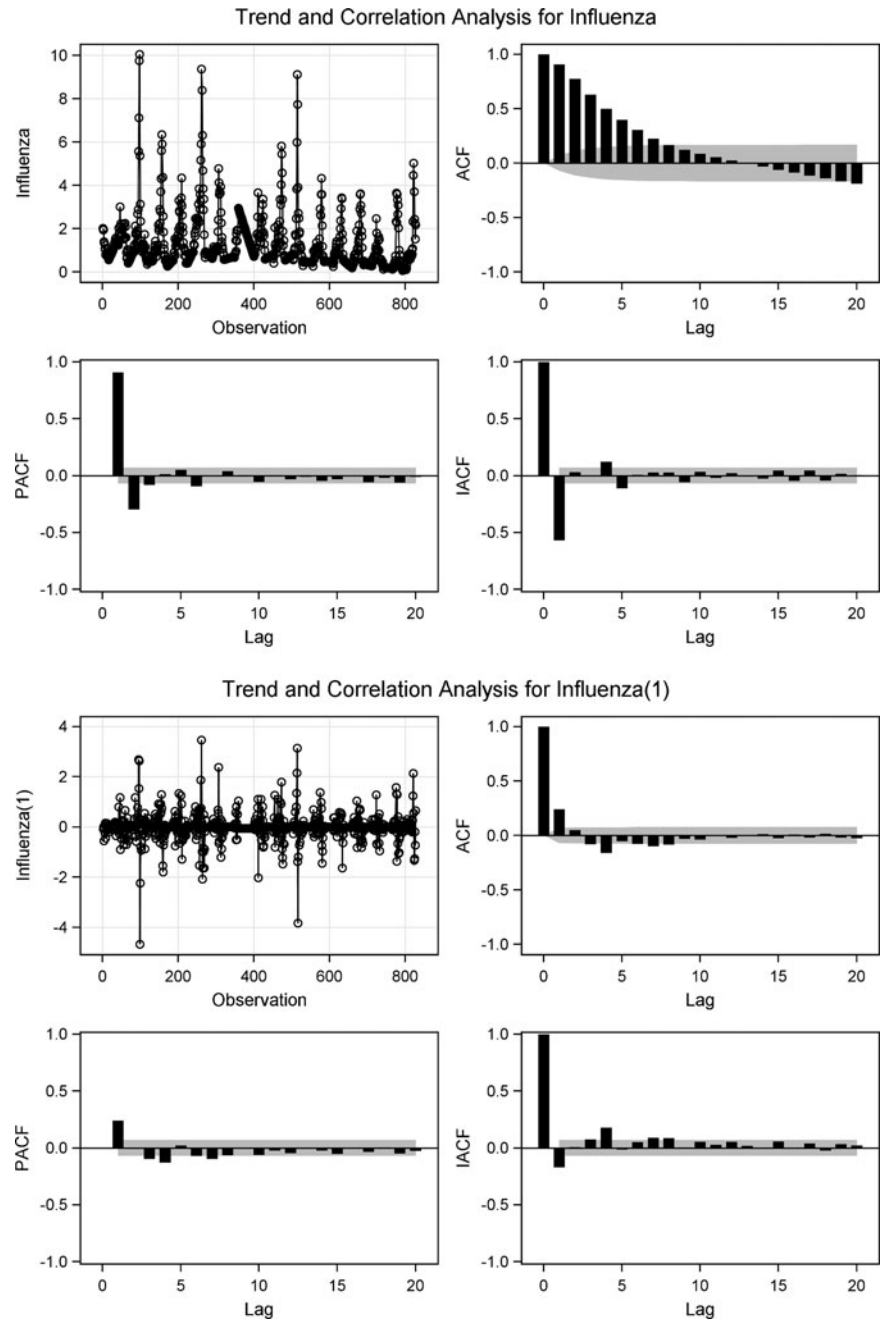 Trend and Correlation Analysis for Influenza
Influenza
10
8
6
4
2
0
0 200 400 600 800
Observation
ACF
1.0
0.5
0.0
-0.5
-1.0
0 5 10 15 20
Lag
PACF
1.0
0.5
0.0
-0.5
-1.0
0 5 10 15 20
Lag
IACF
1.0
0.5
0.0
-0.5
-1.0
0 5 10 15 20
Lag
Trend and Correlation Analysis for Influenza(1)
Influenza(1)
4
2
0
-2
-4
0 200 400 600 800
Observation
ACF
1.0
0.5
0.0
-0.5
-1.0
0 5 10 15 20
Lag
PACF
1.0
0.5
0.0
-0.5
-1.0
0 5 10 15 20
Lag
IACF
1.0
0.5
0.0
-0.5
-1.0
0 5 10 15 20
Lag